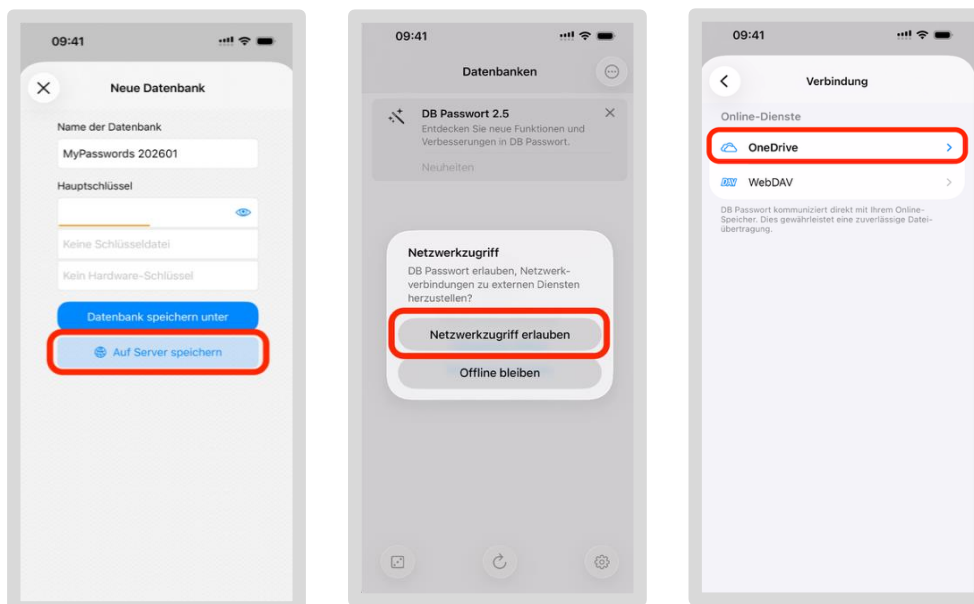 09:41
Neue Datenbank
Name der Datenbank
MyPasswords 202601
Hauptschlüssel
Keine Schlüsseldatei
Kein Hardware-Schlüssel
Datenbank speichern unter
Auf Server speichern
09:41
Datenbanken
DB Passwort 2.5
Entdecken Sie neue Funktionen und
Verbesserungen in DB Passwort.
Neuheiten
Netzwerkzugriff
DB Passwort erlauben, Netzwerk-
verbindungen zu externen Diensten
herzustellen?
Netzwerkzugriff erlauben
Offline bleiben
09:41
Verbindung
Online-Dienste
OneDrive
DAV WebDAV
DB Passwort kommuniziert direkt mit Ihrem Online-
Speicher. Dies gewährleistet eine zuverlässige Datei-
übertragung.